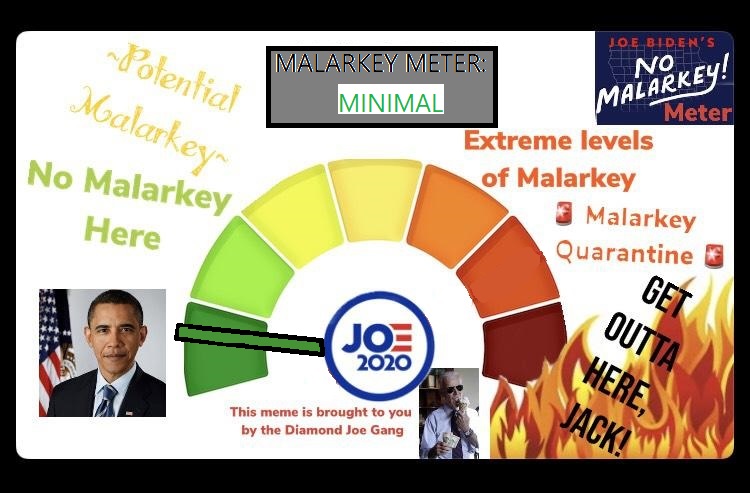 ~Potential
Malarkey~
No Malarkey
Here
MALARKEY METER:
MINIMAL
JOE BIDEN'S
NO
MALARKEY!
Meter
Extreme levels
of Malarkey
🚨 Malarkey
Quarantine 🚨
GET
OUTTA
HERE,
JACK!
JOE
2020
This meme is brought to you
by the Diamond Joe Gang